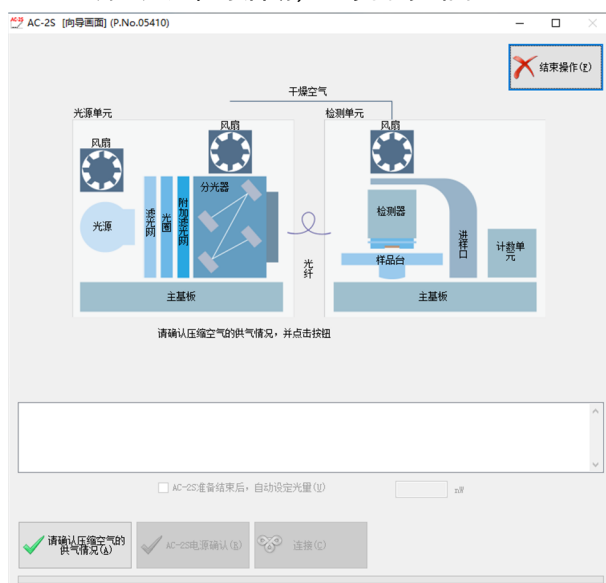 AC-2S [向导画面] (P.No.05410)
结束操作(E)
干燥空气
光源单元
检测单元
风扇
风扇
风扇
分光器
光源
滤光网
光圈
附加滤光网
检测器
进样口
计数单元
样品台
光纤
主基板
主基板
请确认压缩空气的供气情况，并点击按钮
AC-2S准备结束后，自动设定光量(U)
nW
请确认压缩空气的
供气情况(A)
AC-2S电源确认(B)
连接(C)